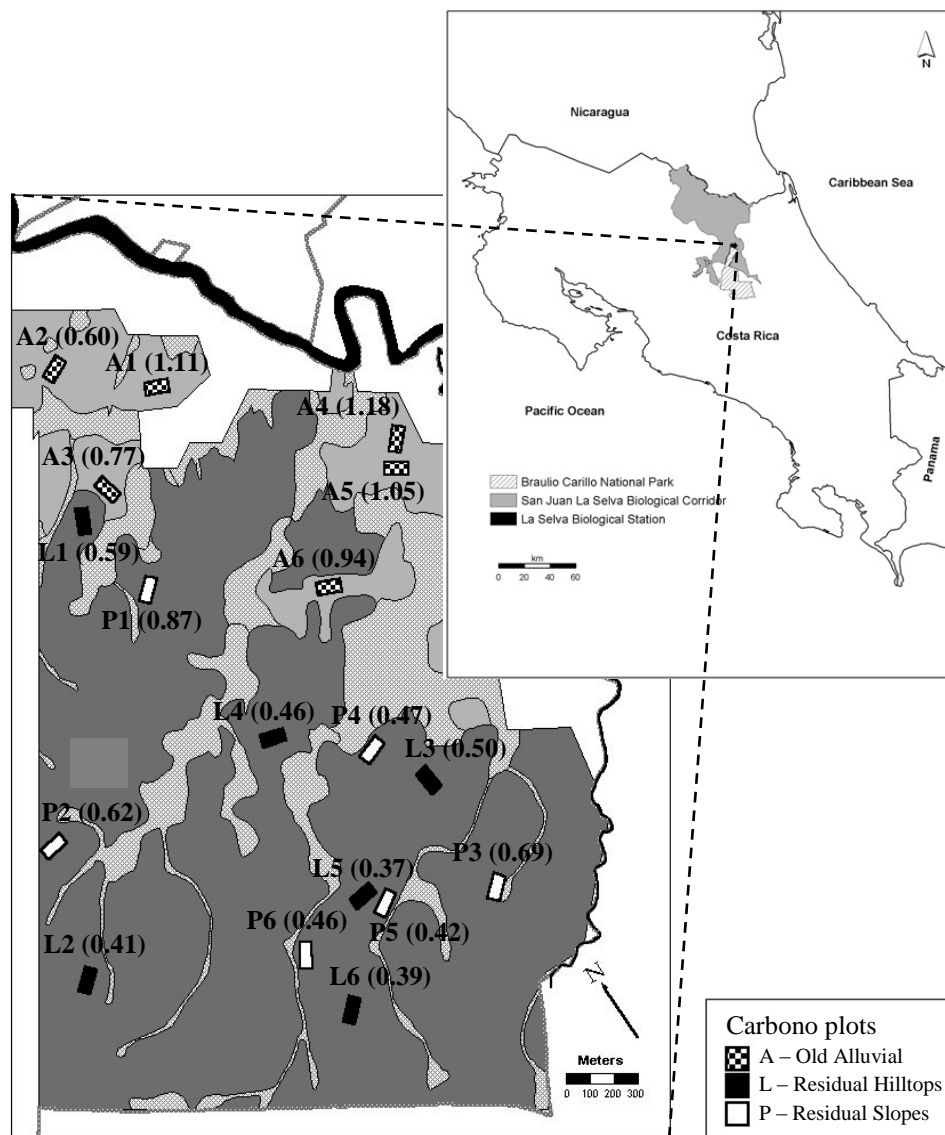 N
Nicaragua
Caribbean Sea
Costa Rica
Pacific Ocean
Panama
Braulio Carillo National Park
San Juan La Selva Biological Corridor
La Selva Biological Station
km
0 20 40 60
A2 (0.60)
A1 (1.11)
A4 (1.18)
A3 (0.77)
A5 (1.05)
L1 (0.59)
A6 (0.94)
P1 (0.87)
L4 (0.46)
P4 (0.47)
L3 (0.50)
P2 (0.62)
L5 (0.37)
P3 (0.69)
P6 (0.46)
P5 (0.42)
L2 (0.41)
L6 (0.39)
N
Meters
0 100 200 300
Carbono plots
A – Old Alluvial
L – Residual Hilltops
P – Residual Slopes